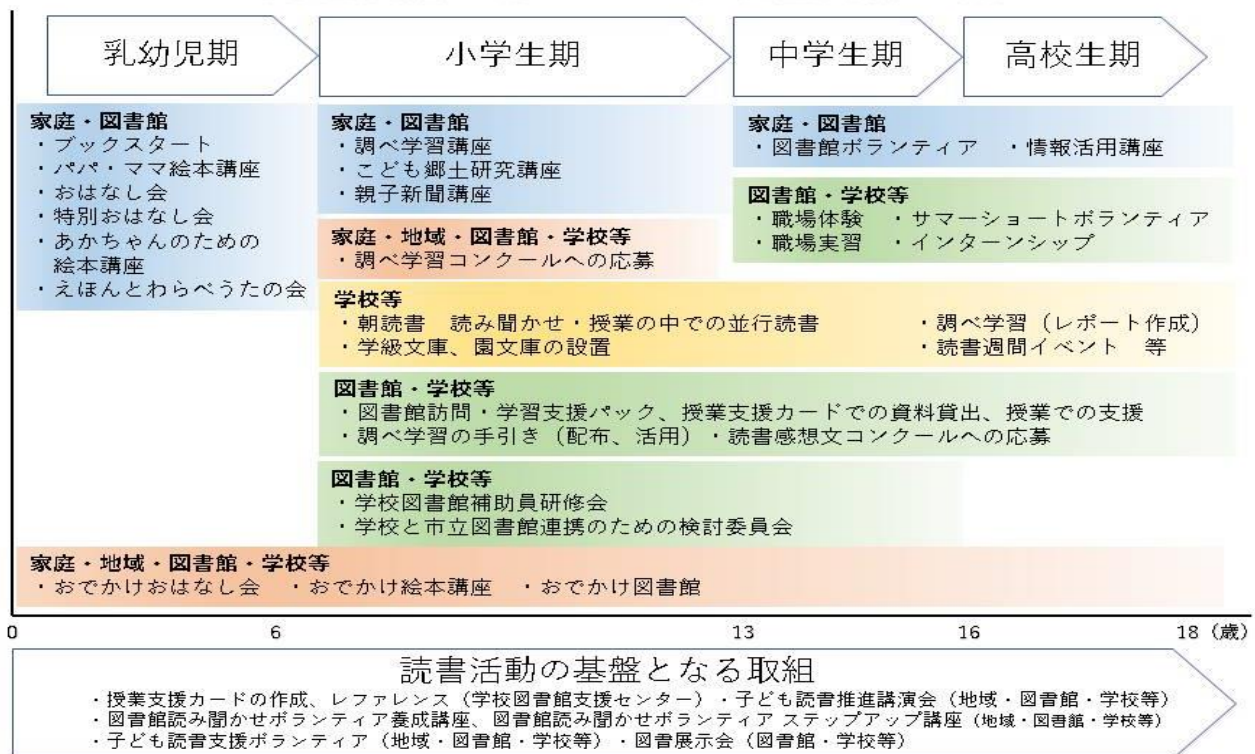 乳幼児期
小学生期
中学生期
高校生期
家庭・図書館
・ブックスタート
・パパ・ママ絵本講座
・おはなし会
・特別おはなし会
・あかちゃんのための
絵本講座
・えほんとわらべうたの会
家庭・図書館
・調べ学習講座
・こども郷土研究講座
・親子新聞講座
家庭・図書館
・図書館ボランティア ・情報活用講座
図書館・学校等
・職場体験 ・サマーショートボランティア
・職場実習 ・インターンシップ
家庭・地域・図書館・学校等
・調べ学習コンクールへの応募
学校等
・朝読書 読み聞かせ・授業の中での並行読書 ・調べ学習（レポート作成）
・学級文庫、園文庫の設置 ・読書週間イベント 等
図書館・学校等
・図書館訪問・学習支援パック、授業支援カードでの資料貸出、授業での支援
・調べ学習の手引き（配布、活用）・読書感想文コンクールへの応募
図書館・学校等
・学校図書館補助員研修会
・学校と市立図書館連携のための検討委員会
家庭・地域・図書館・学校等
・おでかけおはなし会 ・おでかけ絵本講座 ・おでかけ図書館
0 6 13 16 18（歳）
読書活動の基盤となる取組
・授業支援カードの作成、レファレンス（学校図書館支援センター）・子ども読書推進講演会（地域・図書館・学校等）
・図書館読み聞かせボランティア養成講座、図書館読み聞かせボランティア ステップアップ講座（地域・図書館・学校等）
・子ども読書支援ボランティア（地域・図書館・学校等）・図書展示会（図書館・学校等）